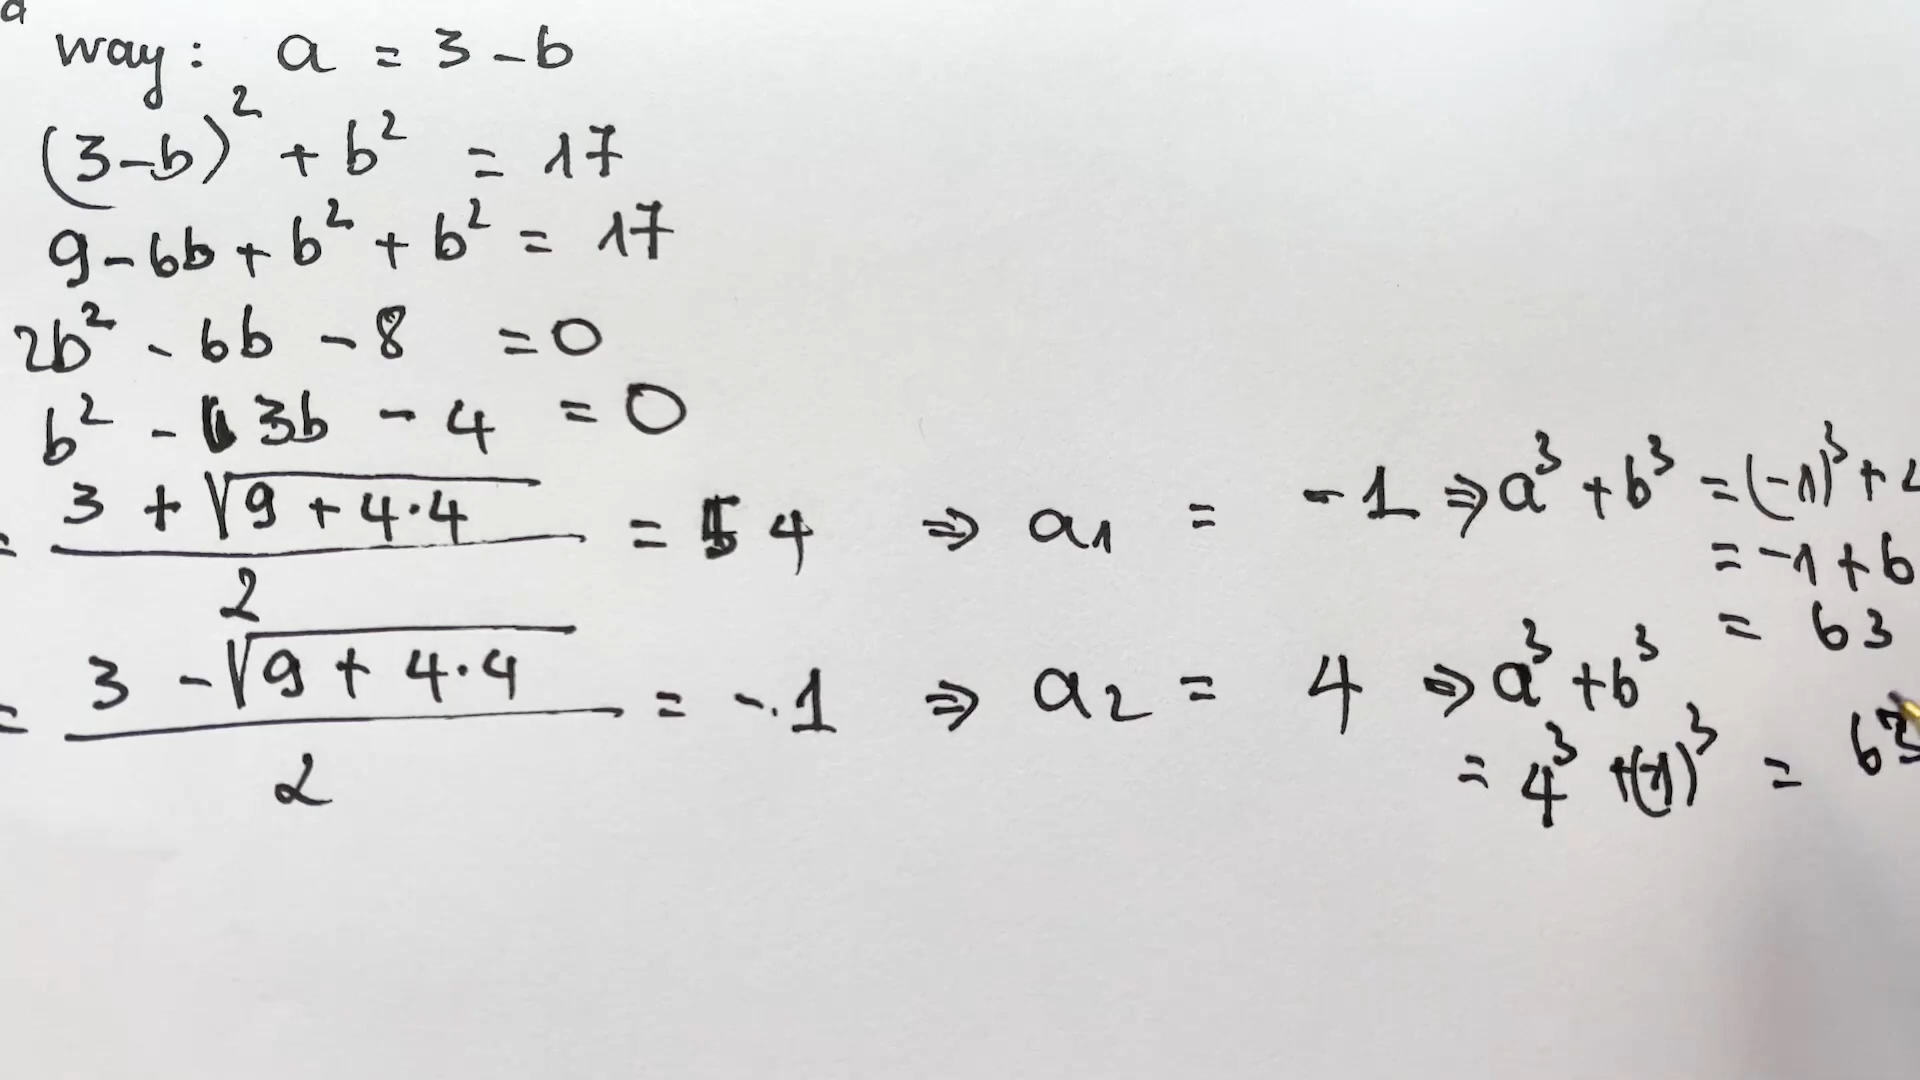 way: a = 3 - b
(3-b)² + b² = 17
9 - 6b + b² + b² = 17
2b² - 6b - 8 = 0
b² - 3b - 4 = 0
= (3 + √(9 + 4·4))/2 = 4 ⇒ a₁ = -1 ⇒ a³ + b³ = (-1)³ +
= -1 + 6
= 63
= (3 - √(9 + 4·4))/2 = -1 ⇒ a₂ = 4 ⇒ a³ + b³
= 4³ + (-1)³ = 63